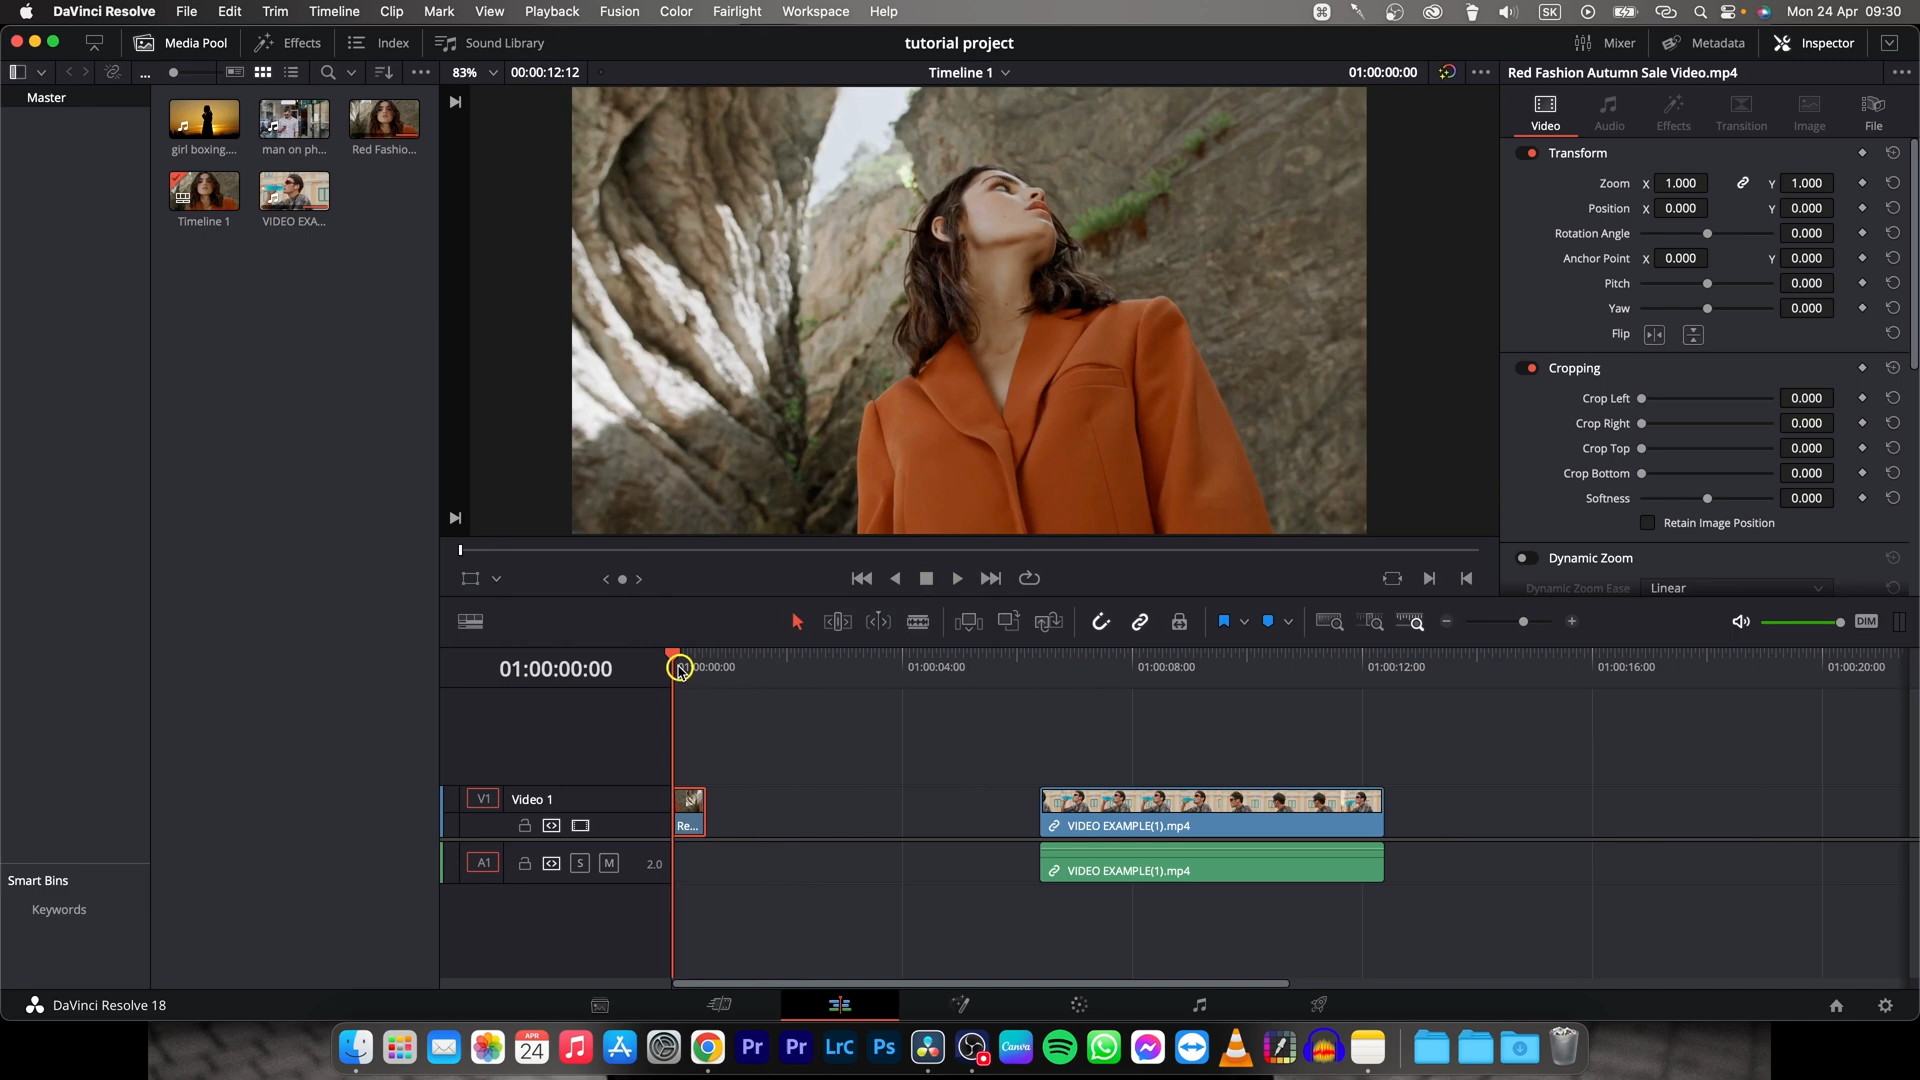 DaVinci Resolve File Edit Trim Timeline Clip Mark View Playback Fusion Color Fairlight Workspace Help SK Mon 24 Apr 09:30
Media Pool Effects Index Sound Library tutorial project Mixer Metadata Inspector
... 83% 00:00:12:12 Timeline 1 01:00:00:00 Red Fashion Autumn Sale Video.mp4
Master
girl boxing.... man on ph... Red Fashio...
Timeline 1 VIDEO EXA...
Video Audio Effects Transition Image File
Transform
Zoom X 1.000 Y 1.000
Position X 0.000 Y 0.000
Rotation Angle 0.000
Anchor Point X 0.000 Y 0.000
Pitch 0.000
Yaw 0.000
Flip
Cropping
Crop Left 0.000
Crop Right 0.000
Crop Top 0.000
Crop Bottom 0.000
Softness 0.000
Retain Image Position
Dynamic Zoom
Dynamic Zoom Ease Linear
DIM
01:00:00:00 01:00:00:00 01:00:04:00 01:00:08:00 01:00:12:00 01:00:16:00 01:00:20:00
V1 Video 1
Re... VIDEO EXAMPLE(1).mp4
A1 S M 2.0 VIDEO EXAMPLE(1).mp4
Smart Bins
Keywords
DaVinci Resolve 18
APR
24 Pr Pr LrC Ps Canva